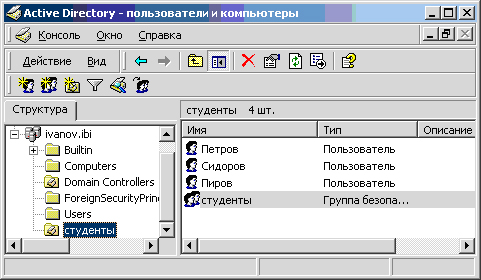 Active Directory - пользователи и компьютеры
Консоль Окно Справка
Действие Вид
Структура
студенты 4 шт.
ivanov.ibi
Builtin
Computers
Domain Controllers
ForeignSecurityPrinc
Users
студенты
Имя Тип Описание
Петров Пользователь
Сидоров Пользователь
Пиров Пользователь
студенты Группа безопа...